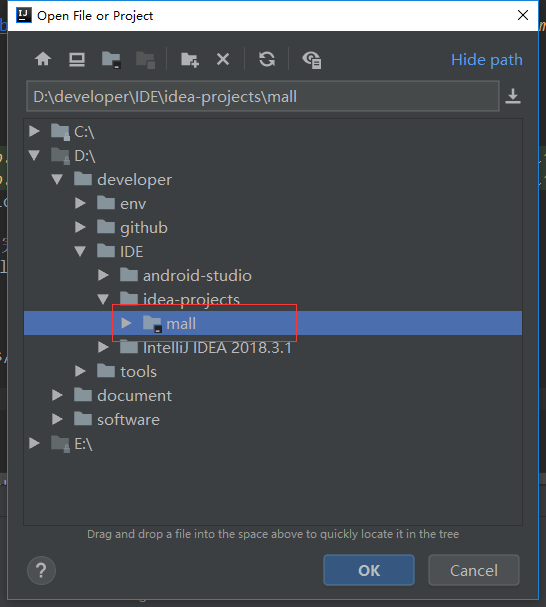 Open File or Project
Hide path
D:\developer\IDE\idea-projects\mall
C:\
D:\
developer
env
github
IDE
android-studio
idea-projects
mall
IntelliJ IDEA 2018.3.1
tools
document
software
E:\
Drag and drop a file into the space above to quickly locate it in the tree
?
OK
Cancel